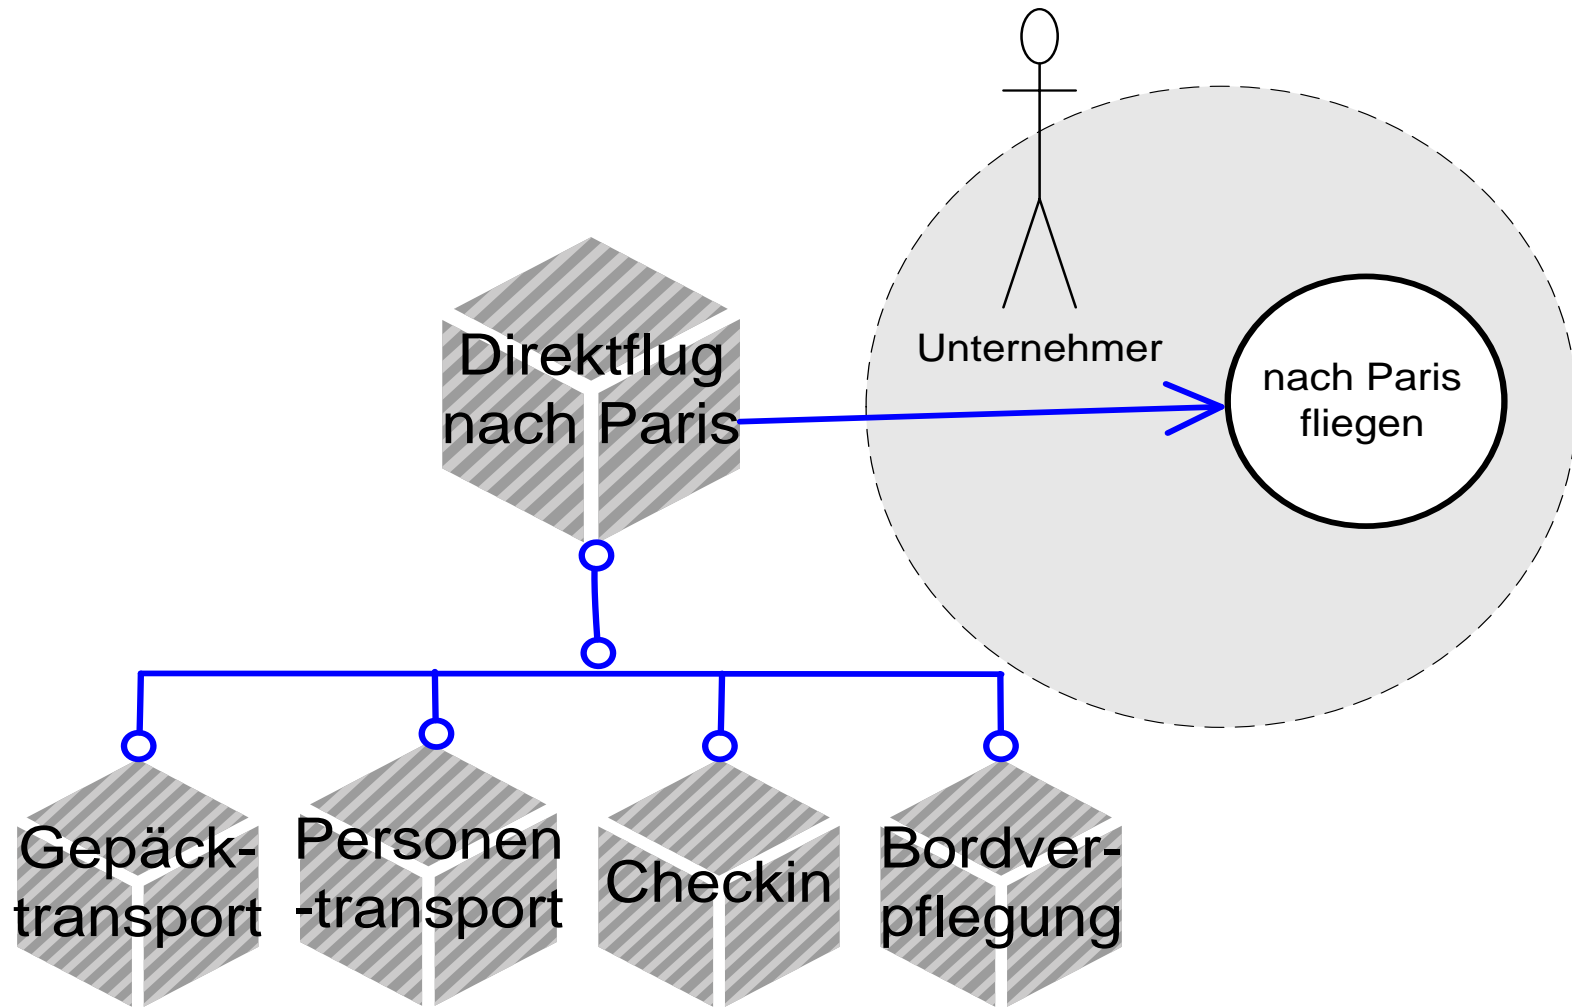 Unternehmer
nach Paris
fliegen
Direktflug
nach Paris
Gepäck-
transport
Personen
-transport
Checkin
Bordver-
pflegung